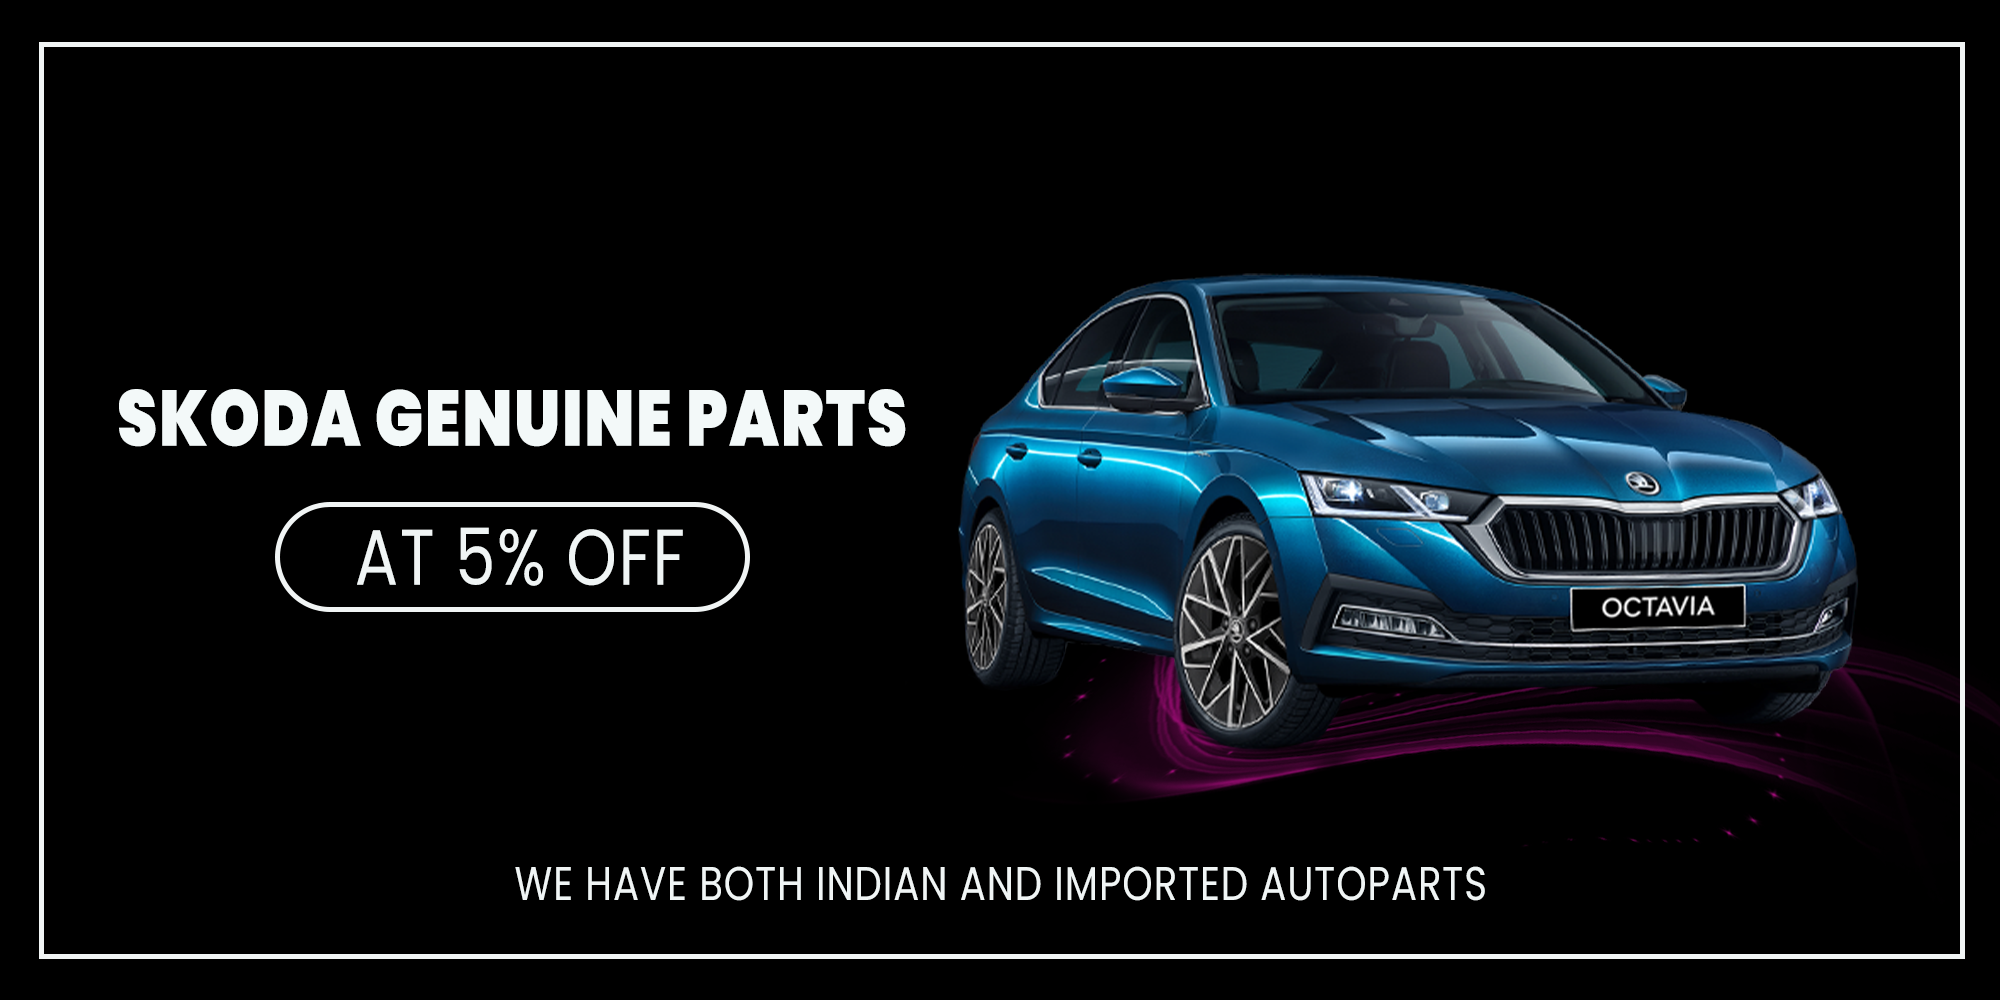 SKODA GENUINE PARTS
AT 5% OFF
OCTAVIA
WE HAVE BOTH INDIAN AND IMPORTED AUTOPARTS